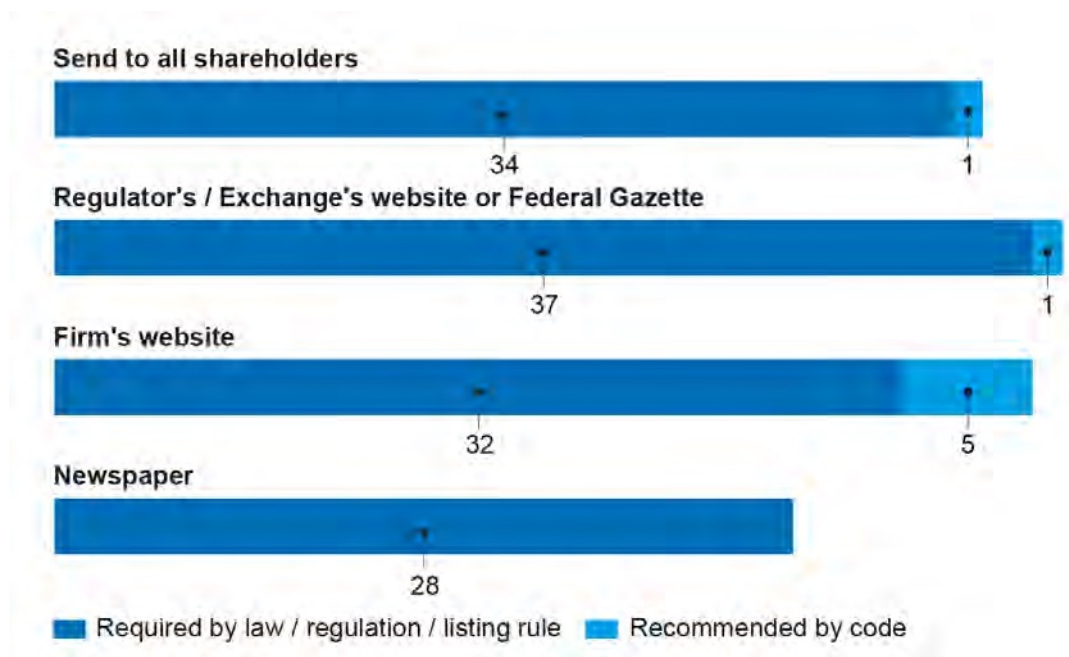 Send to all shareholders
34 1
Regulator's / Exchange's website or Federal Gazette
37 1
Firm's website
32 5
Newspaper
28
Required by law / regulation / listing rule Recommended by code